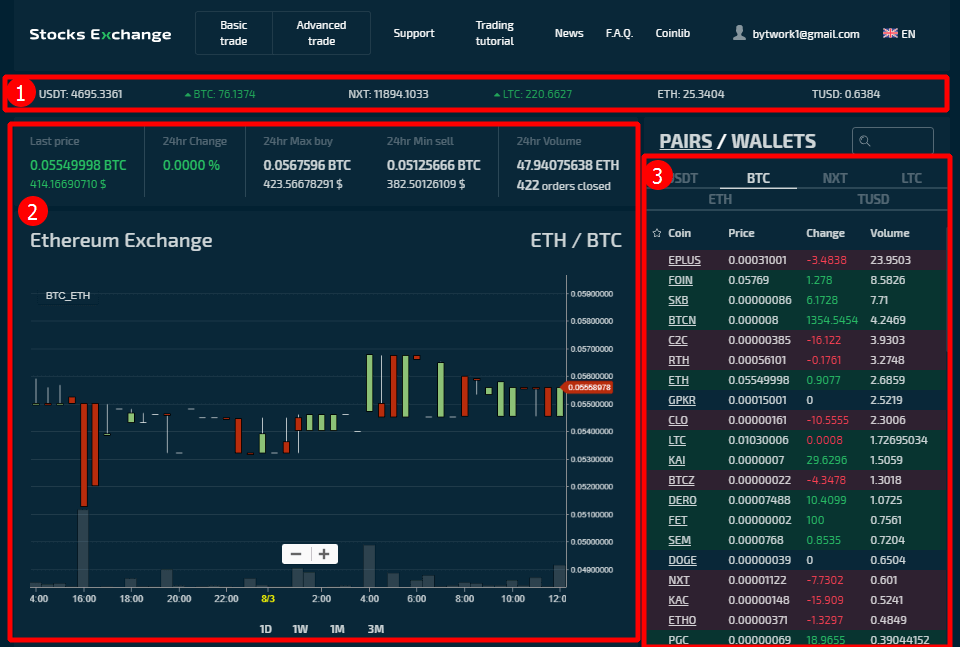 Stocks Exchange
Basic trade
Advanced trade
Support
Trading tutorial
News
F.A.Q.
Coinlib
bytwork1@gmail.com
EN
1
USDT: 4695.3361
BTC: 76.1374
NXT: 11894.1033
LTC: 220.6627
ETH: 25.3404
TUSD: 0.6384
Last price
0.05549998 BTC
414.16690710 $
24hr Change
0.0000 %
24hr Max buy
0.0567596 BTC
423.56678291 $
24hr Min sell
0.05125666 BTC
382.50126109 $
24hr Volume
47.94075638 ETH
422 orders closed
2
Ethereum Exchange
ETH / BTC
BTC_ETH
0.05900000
0.05800000
0.05700000
0.05600000
0.05558978
0.05500000
0.05400000
0.05300000
0.05200000
0.05100000
0.05000000
0.04900000
4:00 16:00 18:00 20:00 22:00 8/3 2:00 4:00 6:00 8:00 10:00 12:0
1D 1W 1M 3M
PAIRS / WALLETS
3
SDT BTC NXT LTC
ETH TUSD
Coin Price Change Volume
EPLUS 0.00031001 -3.4838 23.9503
FOIN 0.05769 1.278 8.5826
SKB 0.00000086 6.1728 7.71
BTCN 0.000008 1354.5454 4.2469
C2C 0.00000385 -16.122 3.9303
RTH 0.00056101 -0.1761 3.2748
ETH 0.05549998 0.9077 2.6859
GPKR 0.00015001 0 2.5219
CLO 0.00000161 -10.5555 2.3006
LTC 0.01030006 0.0008 1.72695034
KAI 0.0000007 29.6296 1.5059
BTCZ 0.00000022 -4.3478 1.3018
DERO 0.00007488 10.4099 1.0725
FET 0.00000002 100 0.7561
SEM 0.0000768 0.8535 0.7204
DOGE 0.00000039 0 0.6504
NXT 0.00001122 -7.7302 0.601
KAC 0.00000148 -15.909 0.5241
ETHO 0.00000371 -1.3297 0.4849
PGC 0.00000069 18.9655 0.39044152